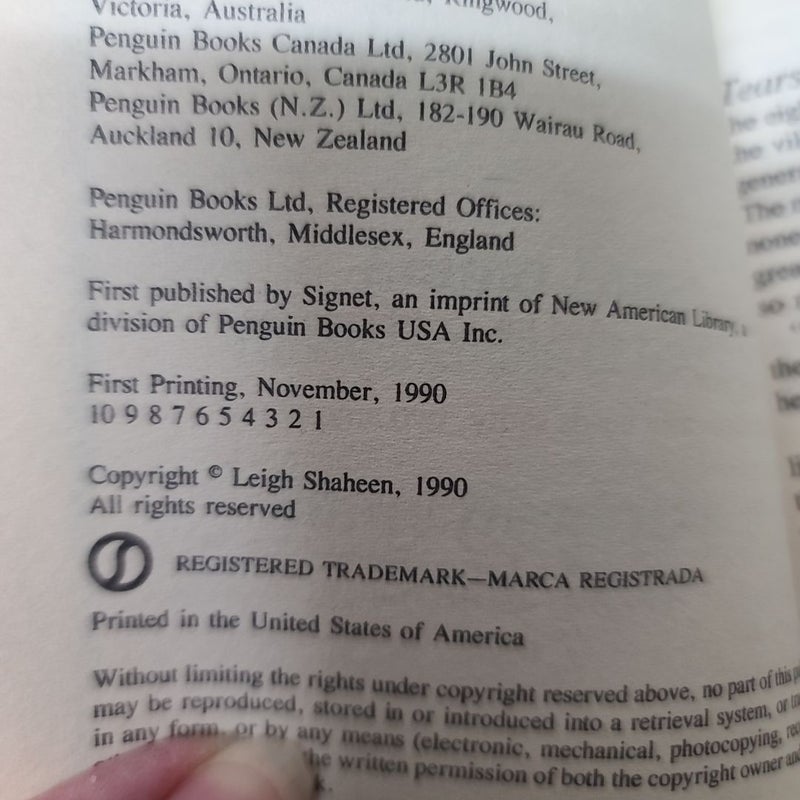 Ringwood,
Victoria, Australia
Penguin Books Canada Ltd, 2801 John Street,
Markham, Ontario, Canada L3R 1B4
Penguin Books (N.Z.) Ltd, 182-190 Wairau Road,
Auckland 10, New Zealand
Penguin Books Ltd, Registered Offices:
Harmondsworth, Middlesex, England
First published by Signet, an imprint of New American Library, a
division of Penguin Books USA Inc.
First Printing, November, 1990
10 9 8 7 6 5 4 3 2 1
Copyright © Leigh Shaheen, 1990
All rights reserved
REGISTERED TRADEMARK—MARCA REGISTRADA
Printed in the United States of America
Without limiting the rights under copyright reserved above, no part of this
may be reproduced, stored in or introduced into a retrieval system, or
in any form, or by any means (electronic, mechanical, photocopying,
the written permission of both the copyright owner and
Tears